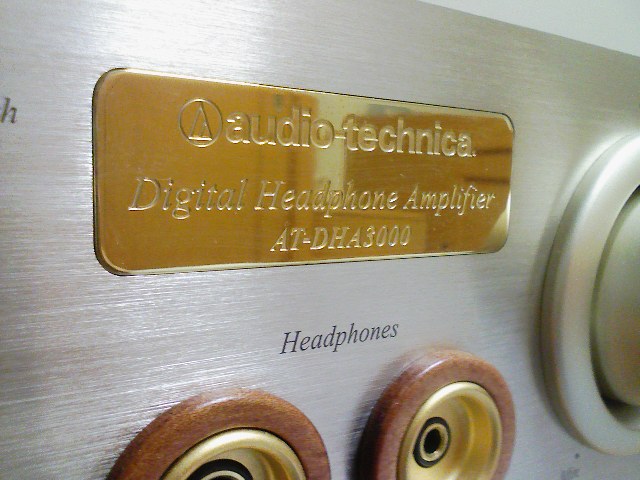 audio-technica
Digital Headphone Amplifier
AT-DHA3000
Headphones